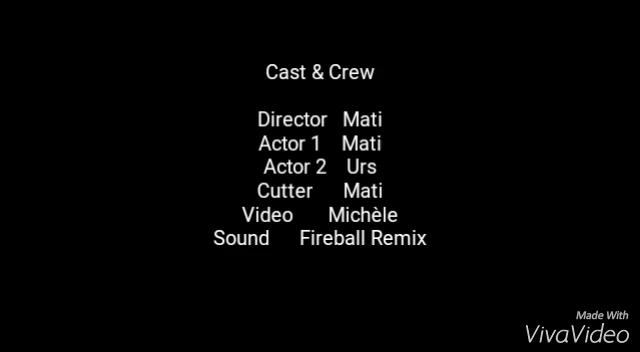 Cast & Crew
Director Mati
Actor 1 Mati
Actor 2 Urs
Cutter Mati
Video Michèle
Sound Fireball Remix
Made With
VivaVideo